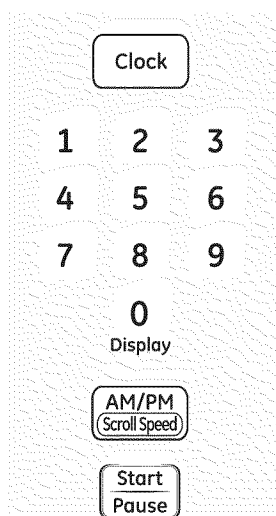 Clock
1 2 3
4 5 6
7 8 9
0
Display
AM/PM
Scroll Speed
Start
Pause